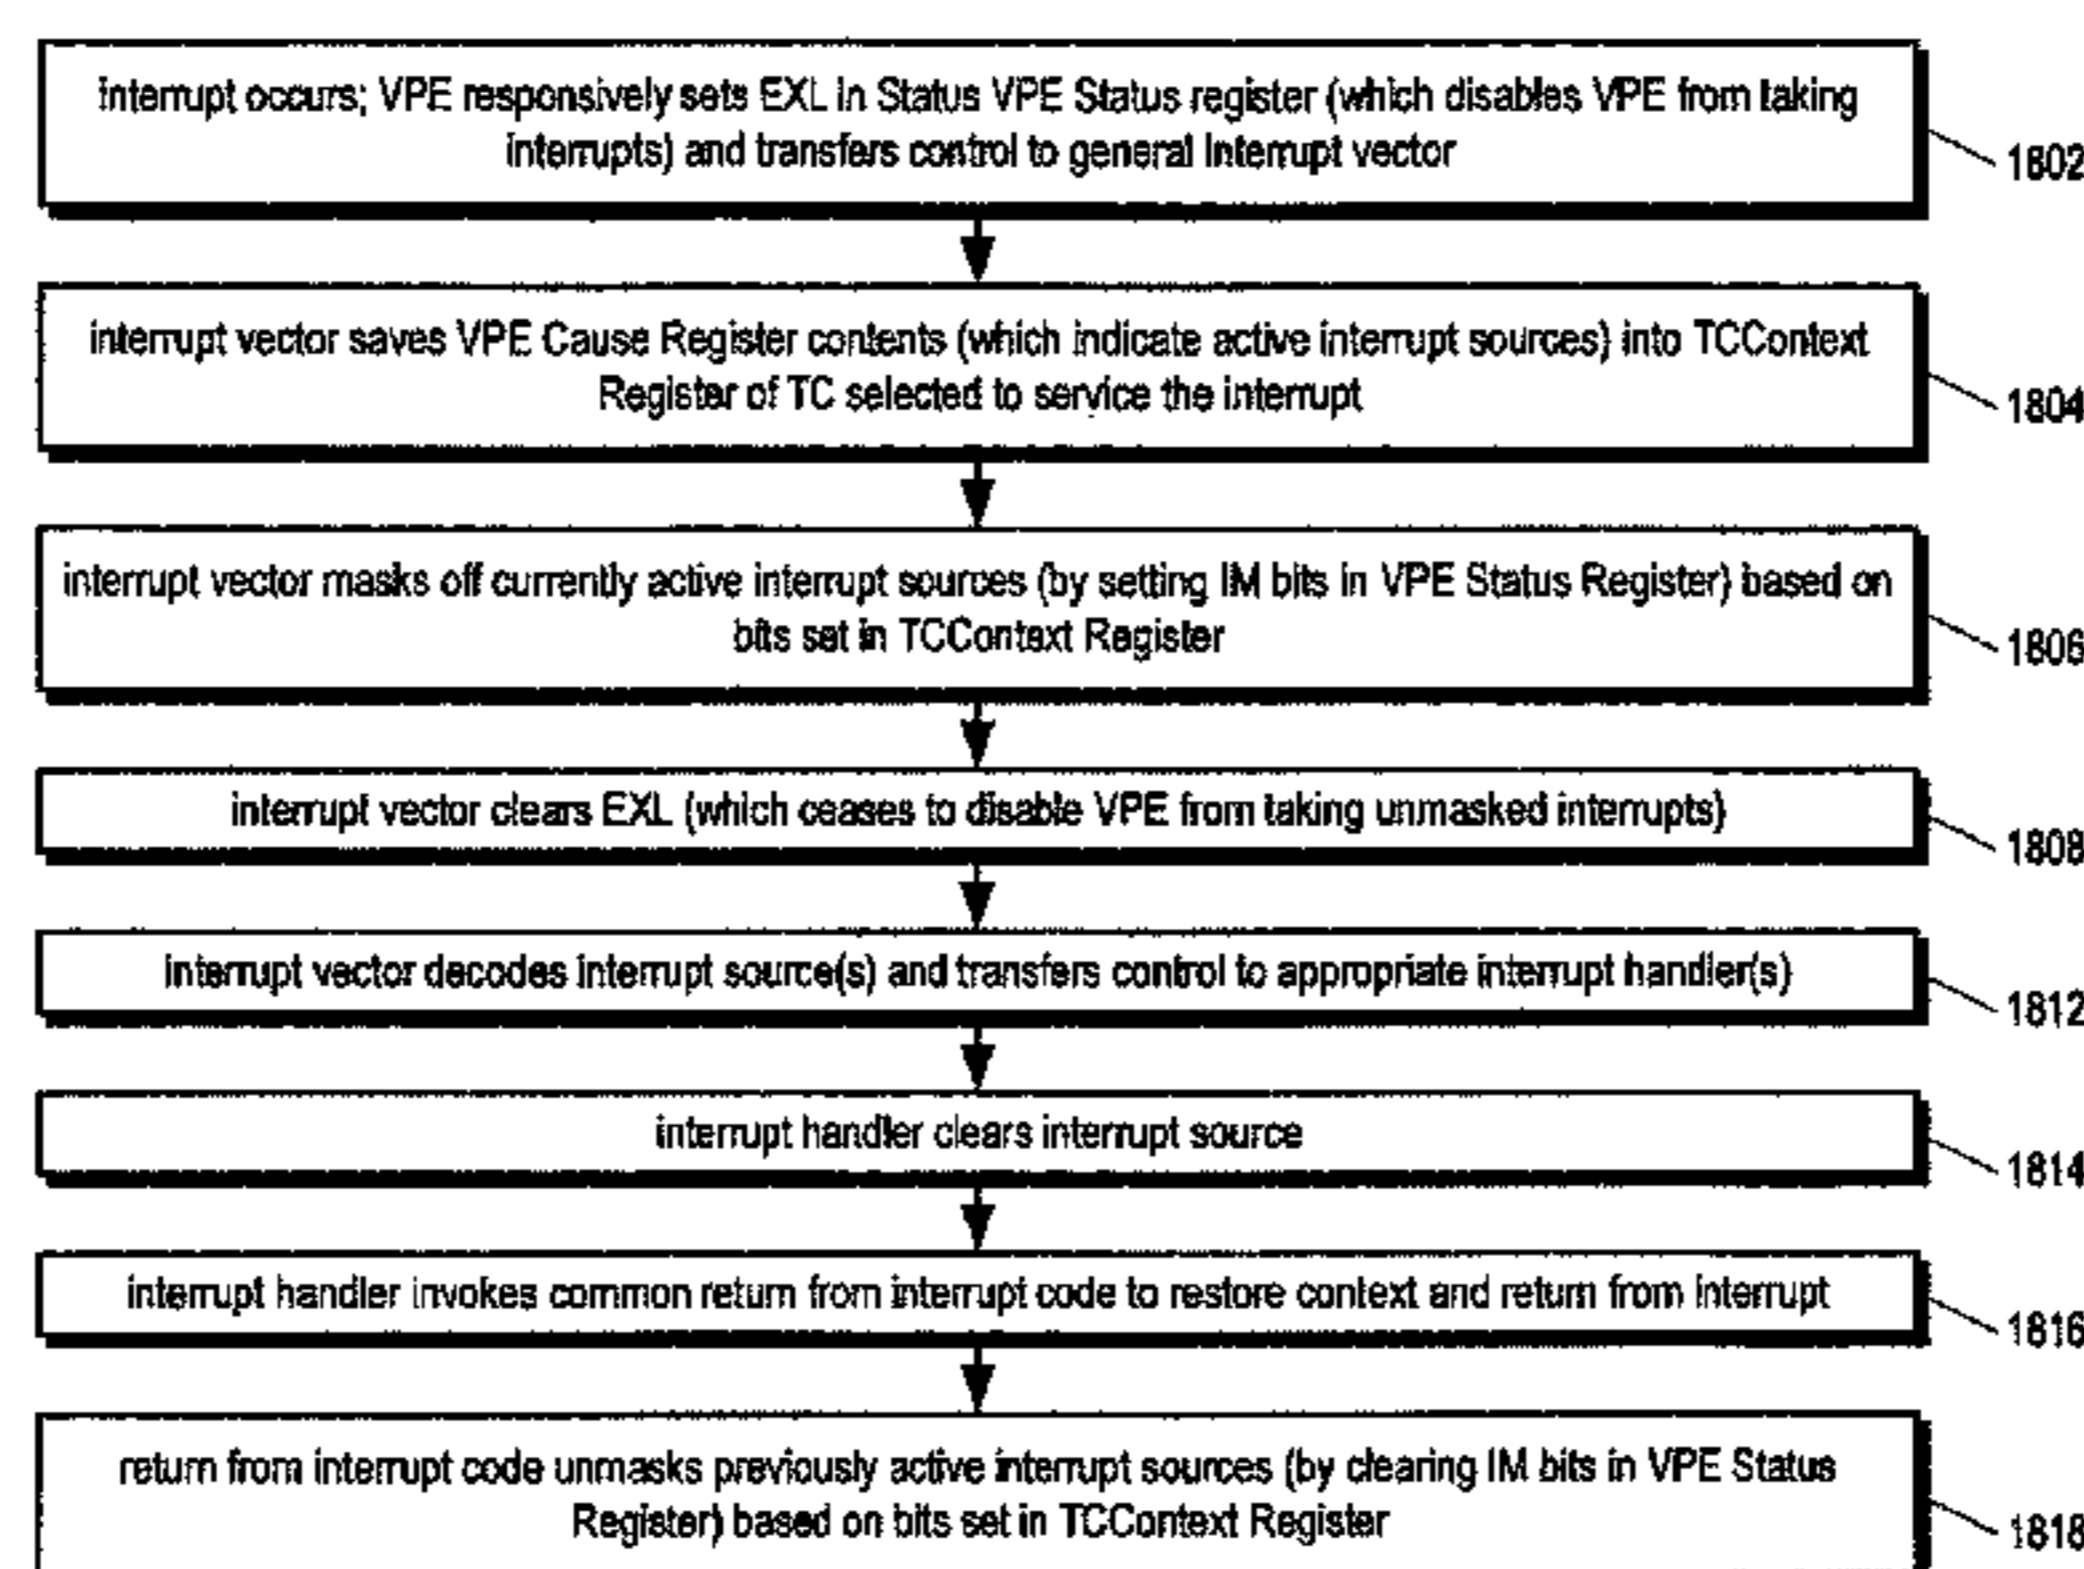 interrupt occurs; VPE responsively sets EXL in Status VPE Status register (which disables VPE from taking
interrupts) and transfers control to general interrupt vector
1802
interrupt vector saves VPE Cause Register contents (which indicate active interrupt sources) into TCContext
Register of TC selected to service the interrupt
1804
interrupt vector masks off currently active interrupt sources (by setting IM bits in VPE Status Register) based on
bits set in TCContext Register
1806
interrupt vector clears EXL (which ceases to disable VPE from taking unmasked interrupts)
1808
interrupt vector decodes interrupt source(s) and transfers control to appropriate interrupt handler(s)
1812
interrupt handler clears interrupt source
1814
interrupt handler invokes common return from interrupt code to restore context and return from interrupt
1816
return from interrupt code unmasks previously active interrupt sources (by clearing IM bits in VPE Status
Register) based on bits set in TCContext Register
1818